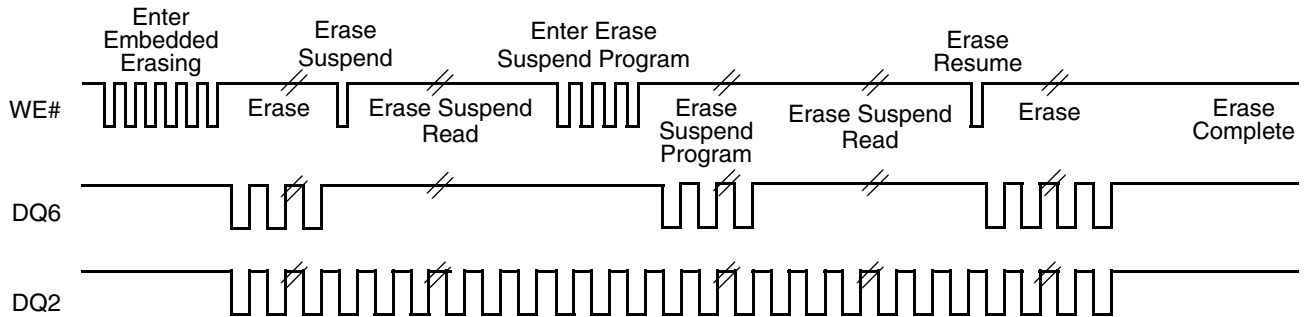 Enter
Embedded
Erasing
Erase
Suspend
Enter Erase
Suspend Program
Erase
Resume
WE#
Erase
Erase Suspend
Read
Erase
Suspend
Program
Erase Suspend
Read
Erase
Erase
Complete
DQ6
DQ2